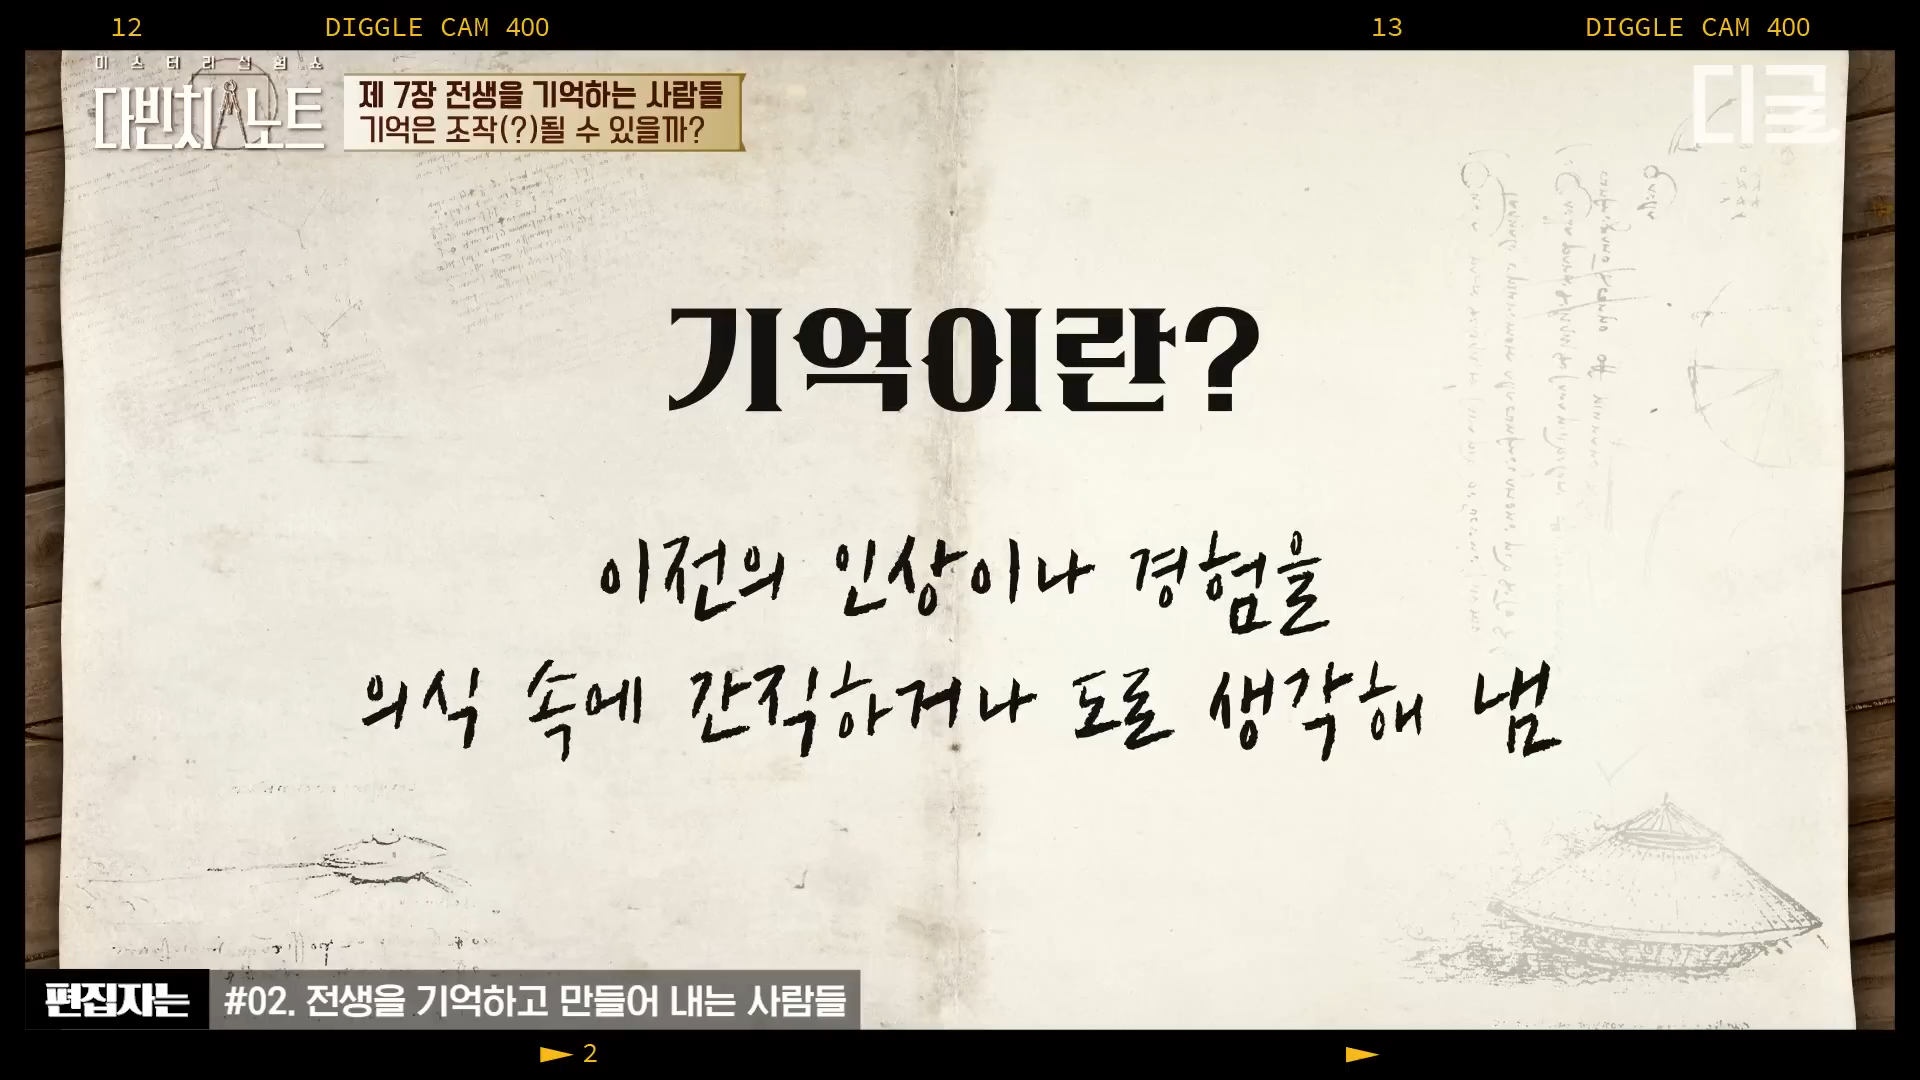 12
DIGGLE CAM 400
13
DIGGLE CAM 400
미스터리실험쇼
다빈치노트
제 7장 전생을 기억하는 사람들
기억은 조작(?)될 수 있을까?
디글
기억이란?
이전의 인상이나 경험을
의식 속에 간직하거나 도로 생각해 냄
편집자는
#02. 전생을 기억하고 만들어 내는 사람들
2